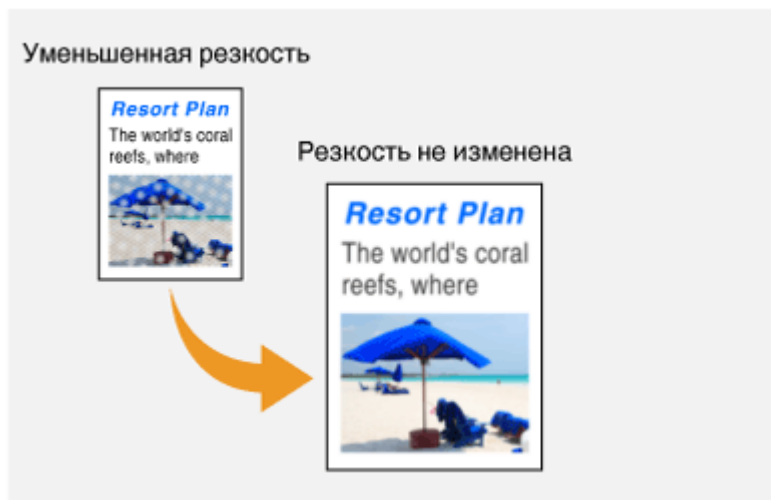 Уменьшенная резкость
Resort Plan
The world's coral
reefs, where
Резкость не изменена
Resort Plan
The world's coral
reefs, where